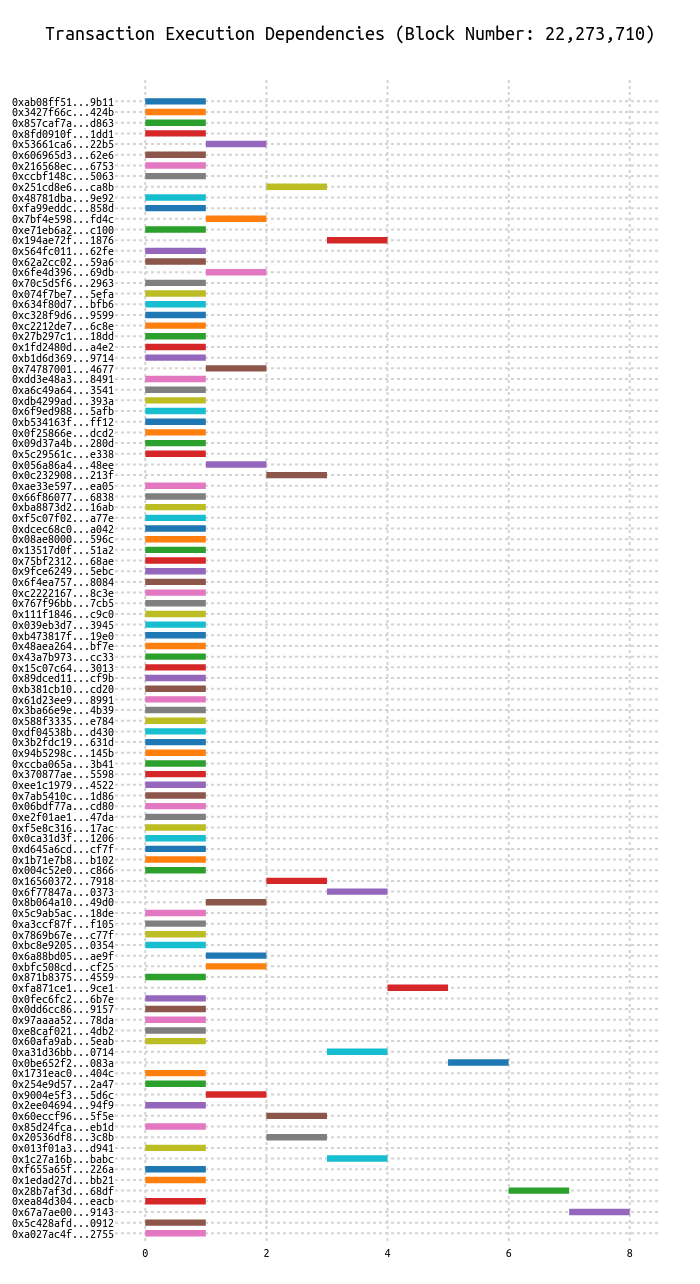 Transaction Execution Dependencies (Block Number: 22,273,710)
0xab08ff51...9b11
0x3427f66c...424b
0x857caf7a...d863
0x8fd0910f...1dd1
0x53661ca6...22b5
0x606965d3...62e6
0x216568ec...6753
0xccbf148c...5063
0x251cd8e6...ca8b
0x48781dba...9e92
0xfa99eddc...858d
0x7bf4e598...fd4c
0xe71eb6a2...c100
0x194ae72f...1876
0x564fc011...62fe
0x62a2cc02...59a6
0x6fe4d396...69db
0x70c5d5f6...2963
0x074f7be7...5efa
0x634f80d7...bfb6
0xc328f9d6...9599
0xc2212de7...6c8e
0x27b297c1...18dd
0x1fd2480d...a4e2
0xb1d6d369...9714
0x74787001...4677
0xdd3e48a3...8491
0xa6c49a64...3541
0xdb4299ad...393a
0x6f9ed988...5afb
0xb534163f...ff12
0x0f25866e...dcd2
0x09d37a4b...280d
0x5c29561c...e338
0x056a86a4...48ee
0x0c232908...213f
0xae33e597...ea05
0x66f86077...6838
0xba8873d2...16ab
0xf5c07f02...a77e
0xdcec68c0...a042
0x08ae8000...596c
0x13517d0f...51a2
0x75bf2312...68ae
0x9fce6249...5ebc
0x6f4ea757...8084
0xc2222167...8c3e
0x767f96bb...7cb5
0x111f1846...c9c0
0x039eb3d7...3945
0xb473817f...19e0
0x48aea264...bf7e
0x43a7b973...cc33
0x15c07c64...3013
0x89dced11...cf9b
0xb381cb10...cd20
0x61d23ee9...8991
0x3ba66e9e...4b39
0x588f3335...e784
0xdf04538b...d430
0x3b2fdc19...631d
0x94b5298c...145b
0xccba065a...3b41
0x370877ae...5598
0xee1c1979...4522
0x7ab5410c...1d86
0x06bdf77a...cd80
0xe2f01ae1...47da
0xf5e8c316...17ac
0x0ca31d3f...1206
0xd645a6cd...cf7f
0x1b71e7b8...b102
0x004c52e0...c866
0x16560372...7918
0x6f77847a...0373
0x8b064a10...49d0
0x5c9ab5ac...18de
0xa3ccf87f...f105
0x7869b67e...c77f
0xbc8e9205...0354
0x6a88bd05...ae9f
0xbfc508cd...cf25
0x871b8375...4559
0xfa871ce1...9ce1
0x0fec6fc2...6b7e
0x0dd6cc86...9157
0x97aaaa52...78da
0xe8caf021...4db2
0x60afa9ab...5eab
0xa31d36bb...0714
0x0be652f2...083a
0x1731eac0...404c
0x254e9d57...2a47
0x9004e5f3...5d6c
0x2ee04694...94f9
0x60eccf96...5f5e
0x85d24fca...eb1d
0x20536df8...3c8b
0x013f01a3...d941
0x1c27a16b...babc
0xf655a65f...226a
0x1edad27d...bb21
0x28b7af3d...68df
0xea84d304...eacb
0x67a7ae00...9143
0x5c428afd...0912
0xa027ac4f...2755
0 2 4 6 8